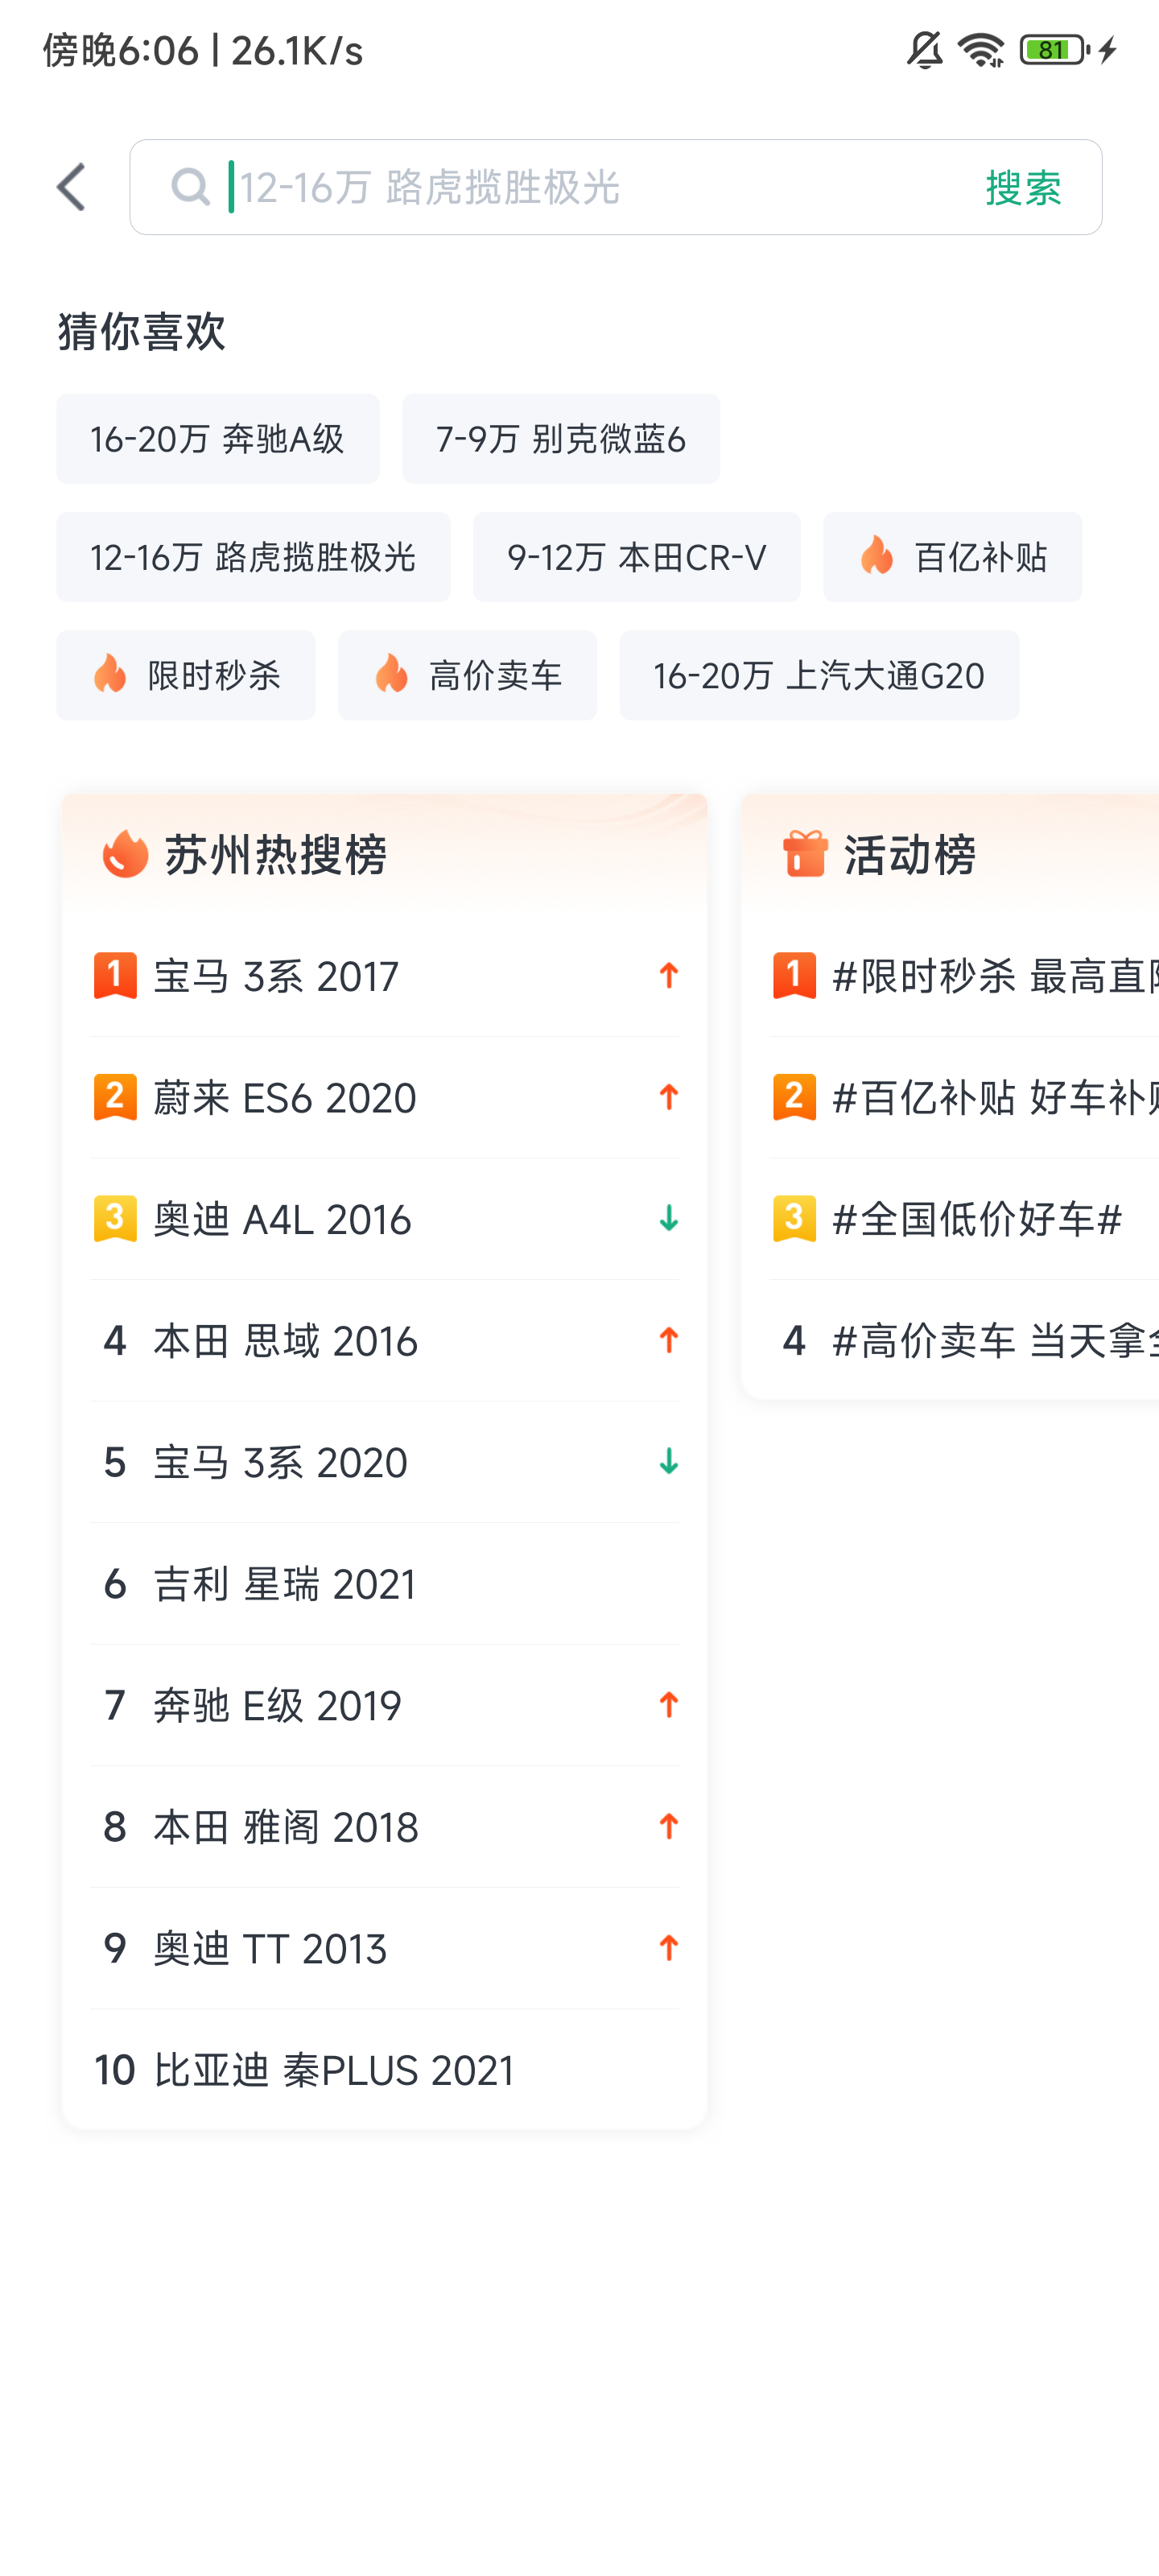 傍晚6:06 | 26.1K/s
81
12-16万 路虎揽胜极光
搜索
猜你喜欢
16-20万 奔驰A级
7-9万 别克微蓝6
12-16万 路虎揽胜极光
9-12万 本田CR-V
百亿补贴
限时秒杀
高价卖车
16-20万 上汽大通G20
苏州热搜榜
1 宝马 3系 2017
2 蔚来 ES6 2020
3 奥迪 A4L 2016
4 本田 思域 2016
5 宝马 3系 2020
6 吉利 星瑞 2021
7 奔驰 E级 2019
8 本田 雅阁 2018
9 奥迪 TT 2013
10 比亚迪 秦PLUS 2021
活动榜
1 #限时秒杀 最高直
2 #百亿补贴 好车补
3 #全国低价好车#
4 #高价卖车 当天拿